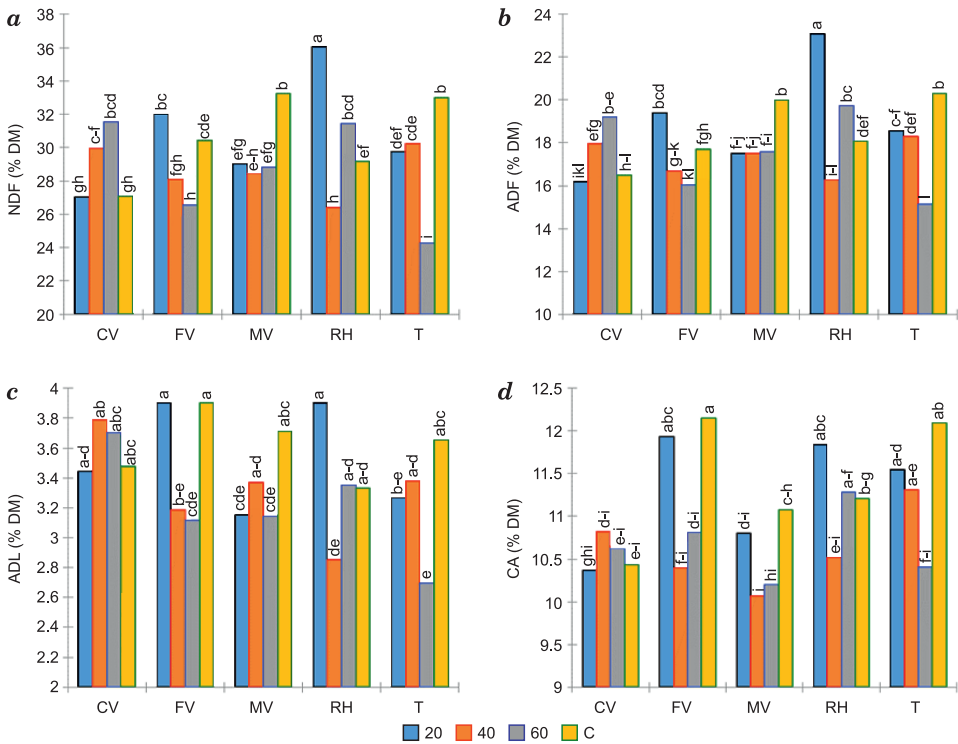 a
NDF (% DM)
38
36
34
32
30
28
26
24
22
20
gh
c-f
bcd
gh
bc
fgh
h
cde
efg
e-h
efg
b
a
h
bcd
ef
def
cde
i
b
CV FV MV RH T
b
ADF (% DM)
24
22
20
18
16
14
12
10
ikl
efg
b-e
h-l
bcd
g-k
kl
fgh
f-j
f-j
f-i
b
a
i-l
bc
def
c-f
def
l
b
CV FV MV RH T
c
ADL (% DM)
4
3.8
3.6
3.4
3.2
3
2.8
2.6
2.4
2.2
2
a-d
ab
abc
abc
a
b-e
cde
a
cde
a-d
cde
abc
a
de
a-d
a-d
b-e
a-d
e
abc
CV FV MV RH T
d
CA (% DM)
12.5
12
11.5
11
10.5
10
9.5
9
ghi
d-i
e-i
e-i
abc
f-i
d-i
a
d-i
i
hi
c-h
abc
e-i
a-f
b-g
a-d
a-e
f-i
ab
CV FV MV RH T
20 40 60 C